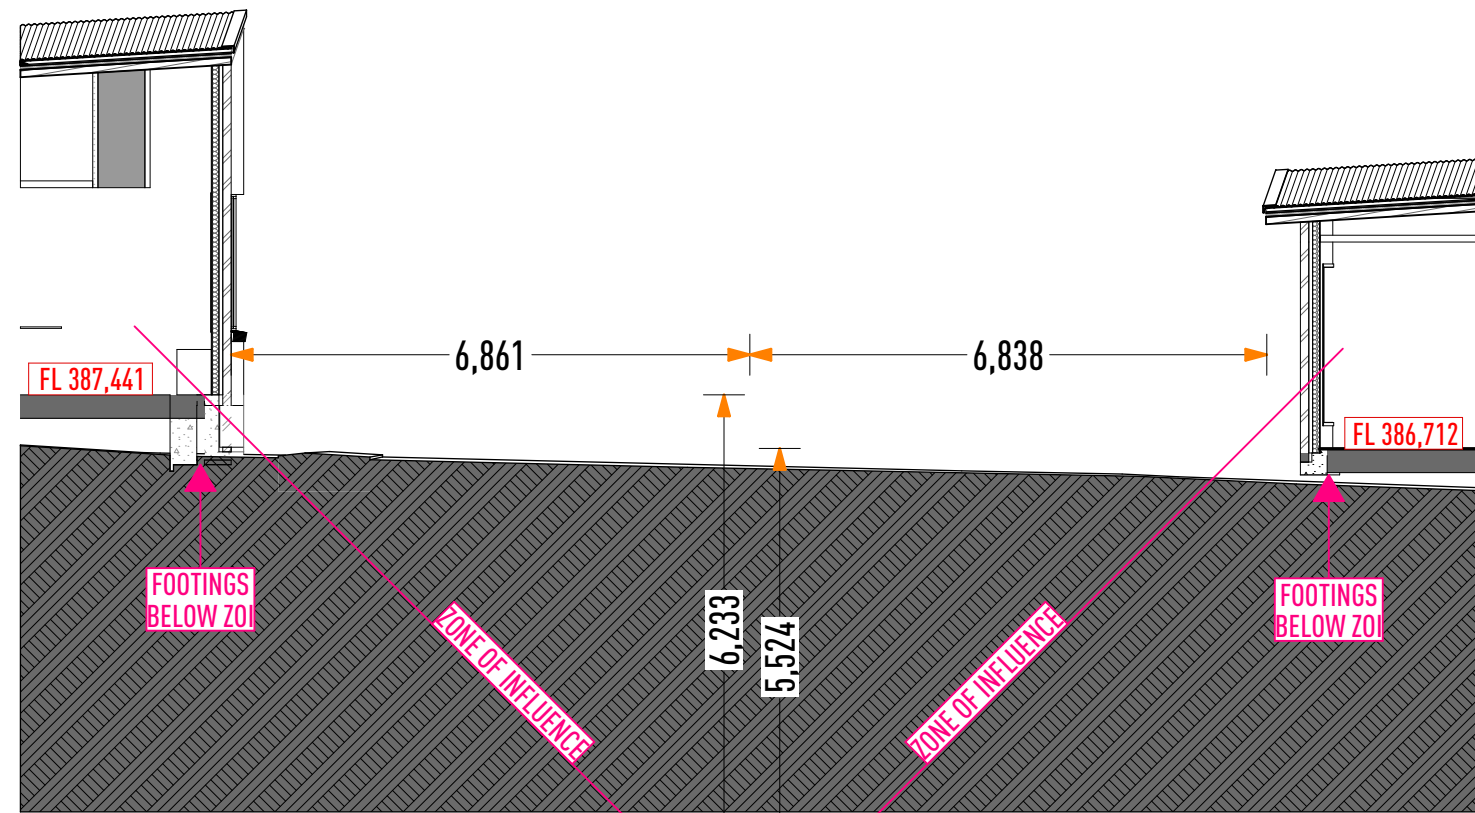 6,861
6,838
FL 387,441
FL 386,712
FOOTINGS
BELOW ZOI
ZONE OF INFLUENCE
6,233
5,524
ZONE OF INFLUENCE
FOOTINGS
BELOW ZOI